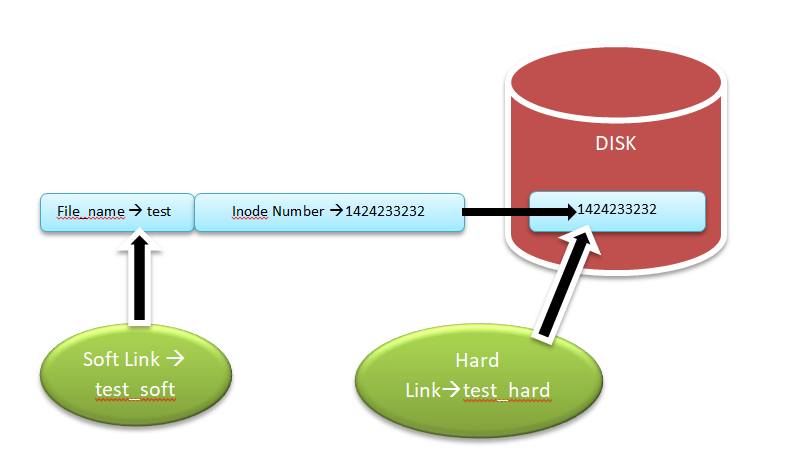 DISK
File_name → test
Inode Number →1424233232
1424233232
Soft Link →
test_soft
Hard
Link→test_hard